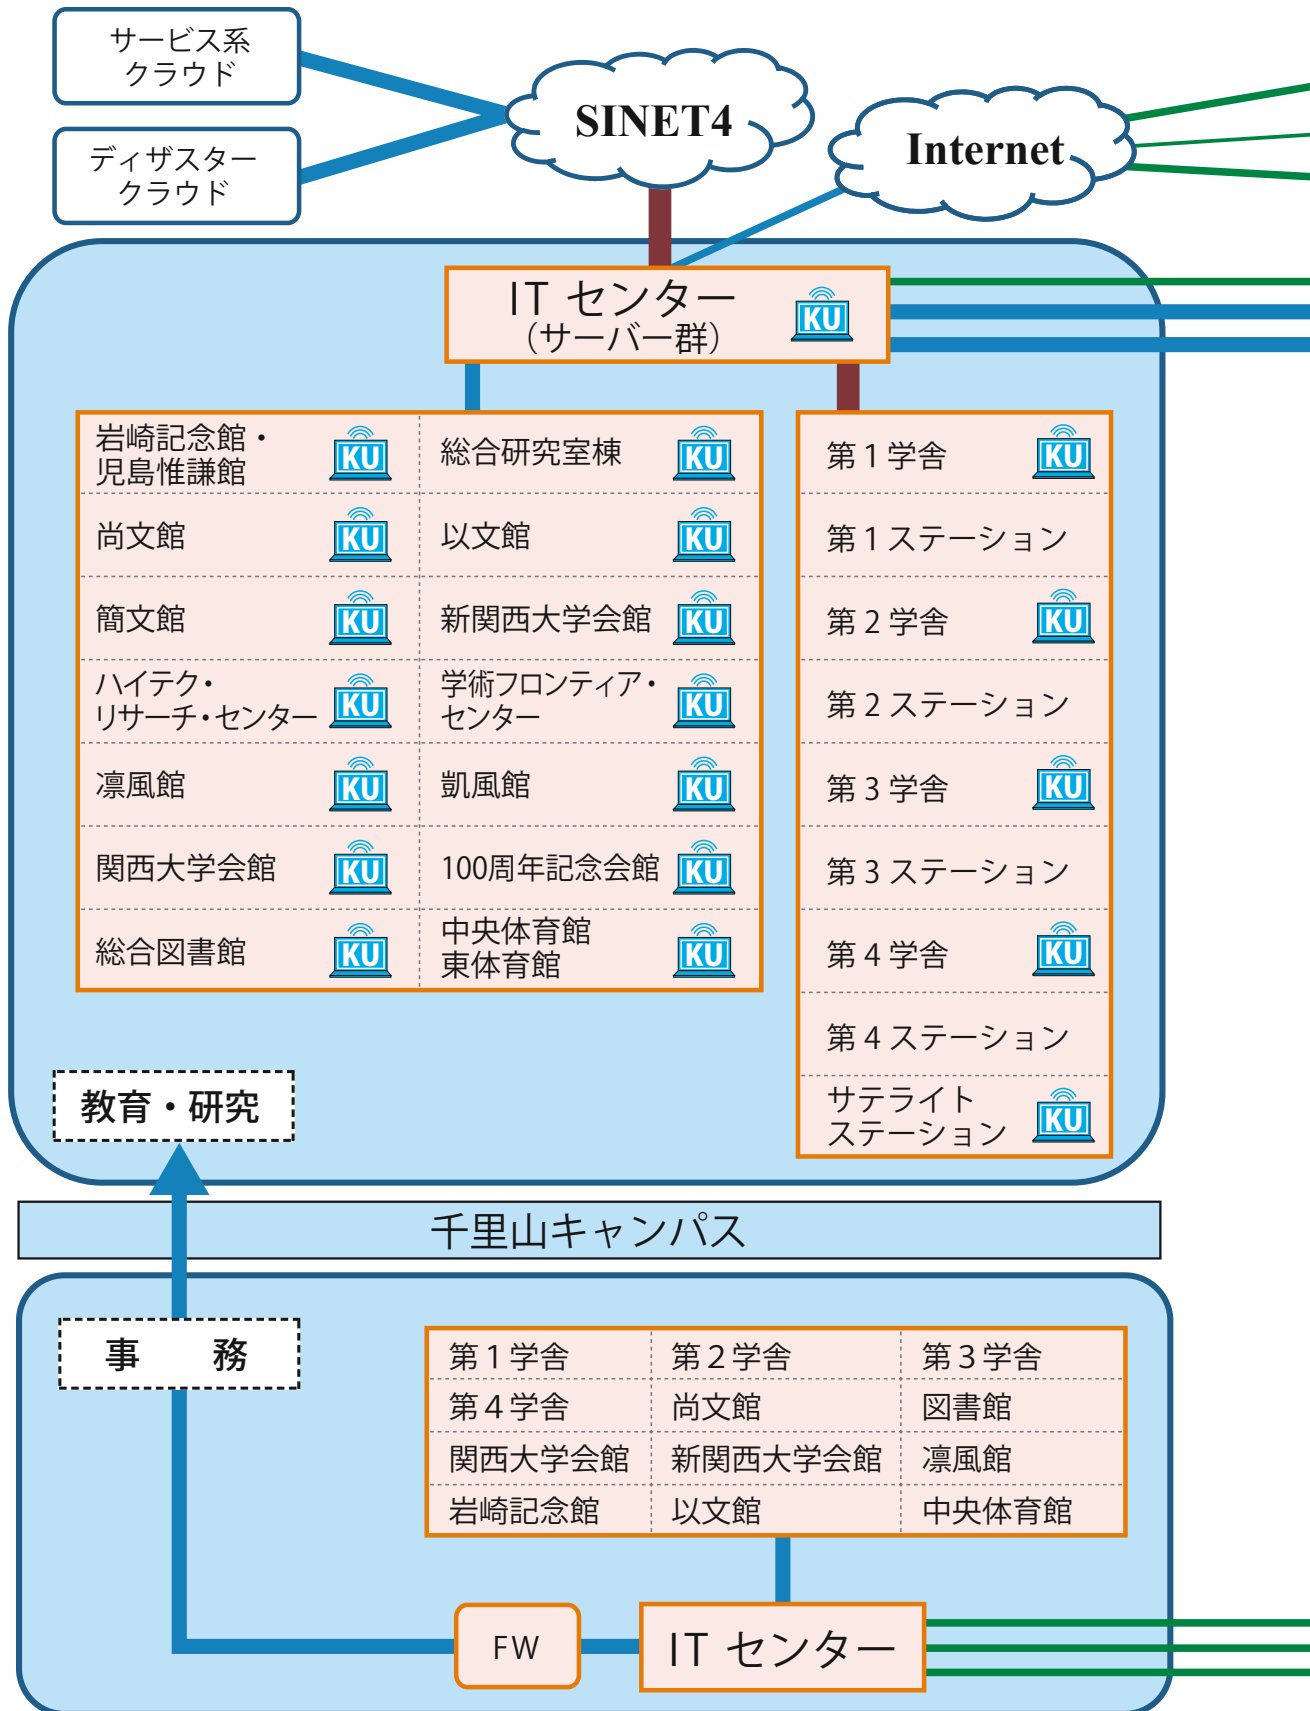 サービス系
クラウド
ディザスター
クラウド
SINET4
Internet
IT センター
（サーバー群）
KU
岩崎記念館・
児島惟謙館
KU
総合研究室棟
KU
尚文館
KU
以文館
KU
簡文館
KU
新関西大学会館
KU
ハイテク・
リサーチ・センター
KU
学術フロンティア・
センター
KU
凛風館
KU
凱風館
KU
関西大学会館
KU
100周年記念会館
KU
総合図書館
KU
中央体育館
東体育館
KU
第1学舎
KU
第1ステーション
第2学舎
KU
第2ステーション
第3学舎
KU
第3ステーション
第4学舎
KU
第4ステーション
サテライト
ステーション
KU
教育・研究
千里山キャンパス
事　務
第1学舎
第2学舎
第3学舎
第4学舎
尚文館
図書館
関西大学会館
新関西大学会館
凛風館
岩崎記念館
以文館
中央体育館
FW
IT センター